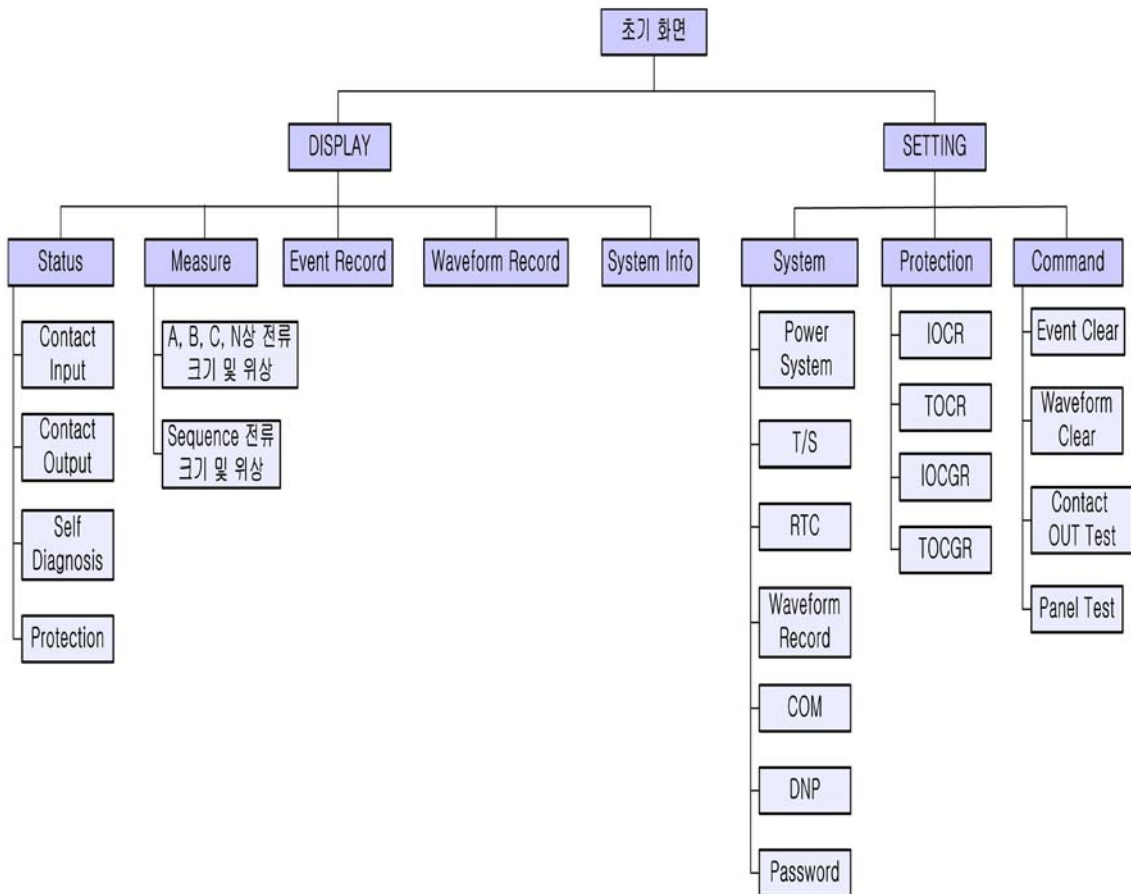 초기 화면
DISPLAY
SETTING
Status
Measure
Event Record
Waveform Record
System Info
System
Protection
Command
Contact
Input
Contact
Output
Self
Diagnosis
Protection
A, B, C, N상 전류
크기 및 위상
Sequence 전류
크기 및 위상
Power
System
T/S
RTC
Waveform
Record
COM
DNP
Password
IOCR
TOCR
IOCGR
TOCGR
Event Clear
Waveform
Clear
Contact
OUT Test
Panel Test